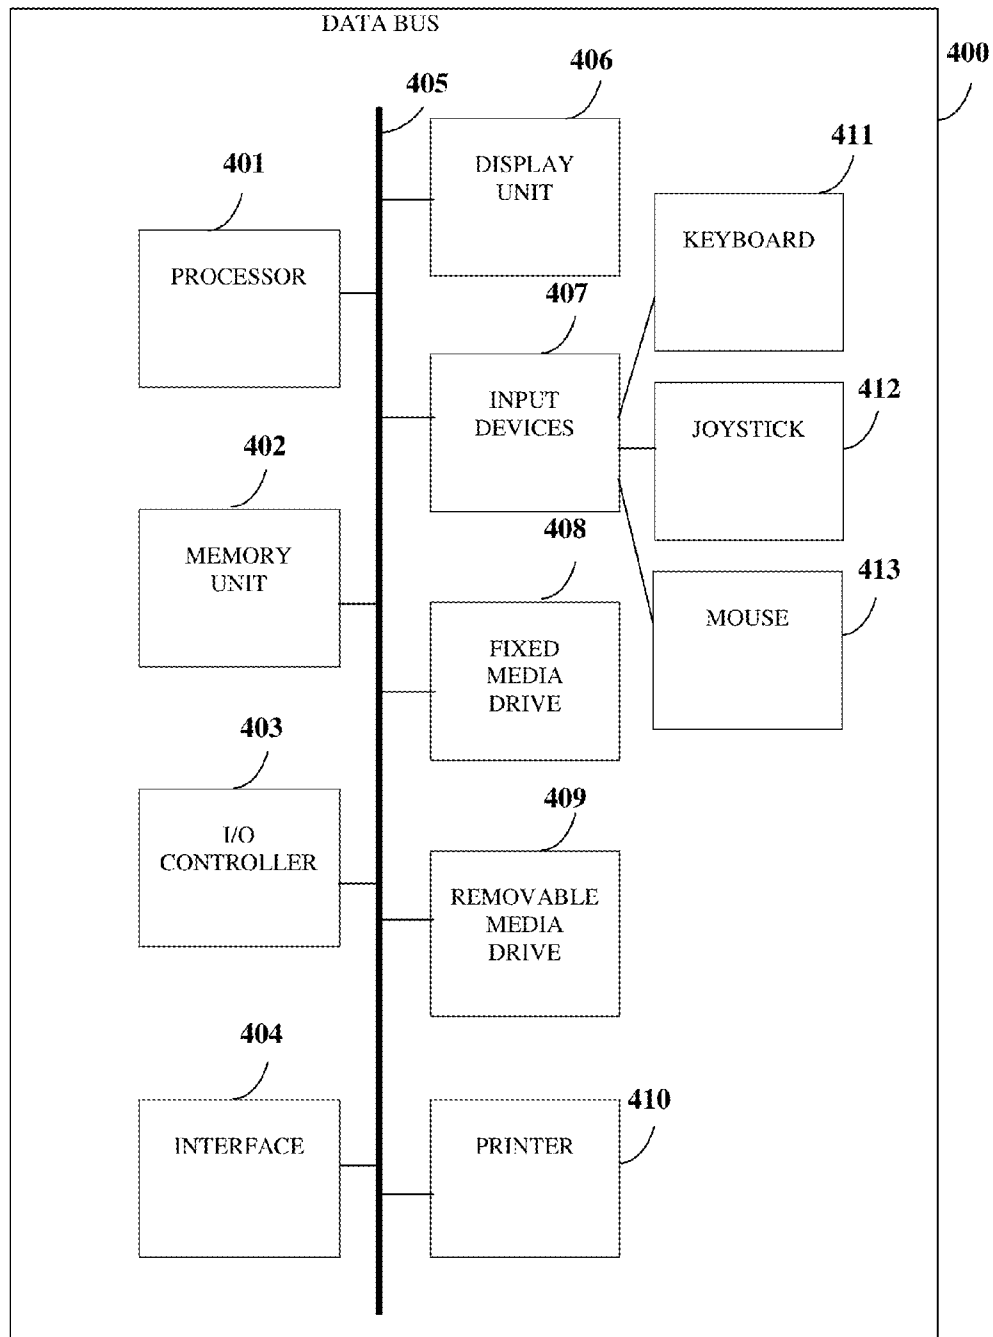 DATA BUS
400
405
406
DISPLAY
UNIT
411
KEYBOARD
401
PROCESSOR
407
INPUT
DEVICES
412
JOYSTICK
402
MEMORY
UNIT
408
FIXED
MEDIA
DRIVE
413
MOUSE
403
I/O
CONTROLLER
409
REMOVABLE
MEDIA
DRIVE
404
INTERFACE
410
PRINTER